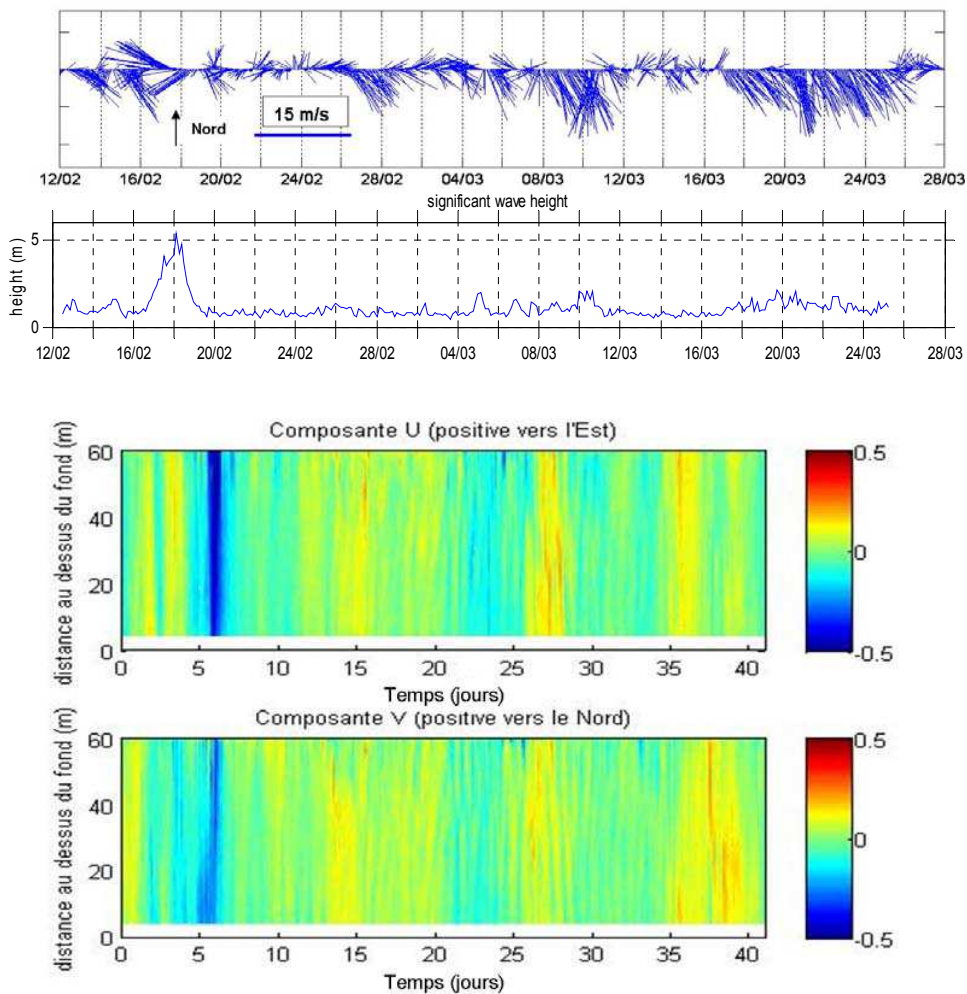 Nord
15 m/s
12/02 16/02 20/02 24/02 28/02 04/03 08/03 12/03 16/03 20/03 24/03 28/03
significant wave height
height (m)
5
0
12/02 16/02 20/02 24/02 28/02 04/03 08/03 12/03 16/03 20/03 24/03 28/03
Composante U (positive vers l'Est)
distance au dessus du fond (m)
60
40
20
0
0 5 10 15 20 25 30 35 40
Temps (jours)
0.5
0
-0.5
Composante V (positive vers le Nord)
distance au dessus du fond (m)
60
40
20
0
0 5 10 15 20 25 30 35 40
Temps (jours)
0.5
0
-0.5